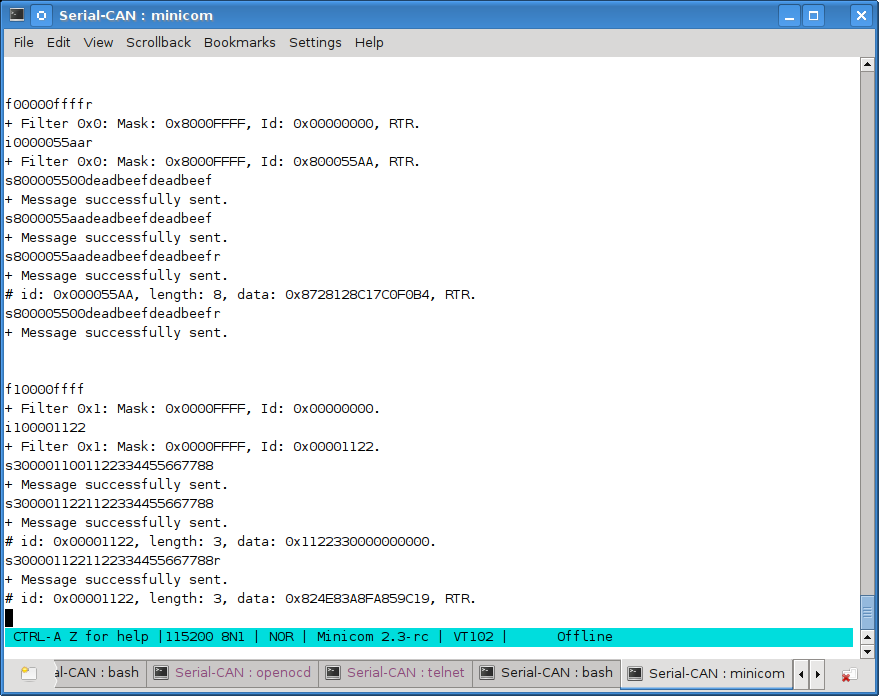 Serial-CAN : minicom
File Edit View Scrollback Bookmarks Settings Help
f00000ffffr
+ Filter 0x0: Mask: 0x8000FFFF, Id: 0x00000000, RTR.
i0000055aar
+ Filter 0x0: Mask: 0x8000FFFF, Id: 0x800055AA, RTR.
s800005500deadbeefdeadbeef
+ Message successfully sent.
s8000055aadeadbeefdeadbeef
+ Message successfully sent.
s8000055aadeadbeefdeadbeefr
+ Message successfully sent.
# id: 0x000055AA, length: 8, data: 0x8728128C17C0F0B4, RTR.
s800005500deadbeefdeadbeefr
+ Message successfully sent.
f10000ffff
+ Filter 0x1: Mask: 0x0000FFFF, Id: 0x00000000.
i100001122
+ Filter 0x1: Mask: 0x0000FFFF, Id: 0x00001122.
s3000011001122334455667788
+ Message successfully sent.
s3000011221122334455667788
+ Message successfully sent.
# id: 0x00001122, length: 3, data: 0x1122330000000000.
s3000011221122334455667788r
+ Message successfully sent.
# id: 0x00001122, length: 3, data: 0x824E83A8FA859C19, RTR.
CTRL-A Z for help |115200 8N1 | NOR | Minicom 2.3-rc | VT102 | Offline
al-CAN : bash Serial-CAN : openocd Serial-CAN : telnet Serial-CAN : bash Serial-CAN : minicom